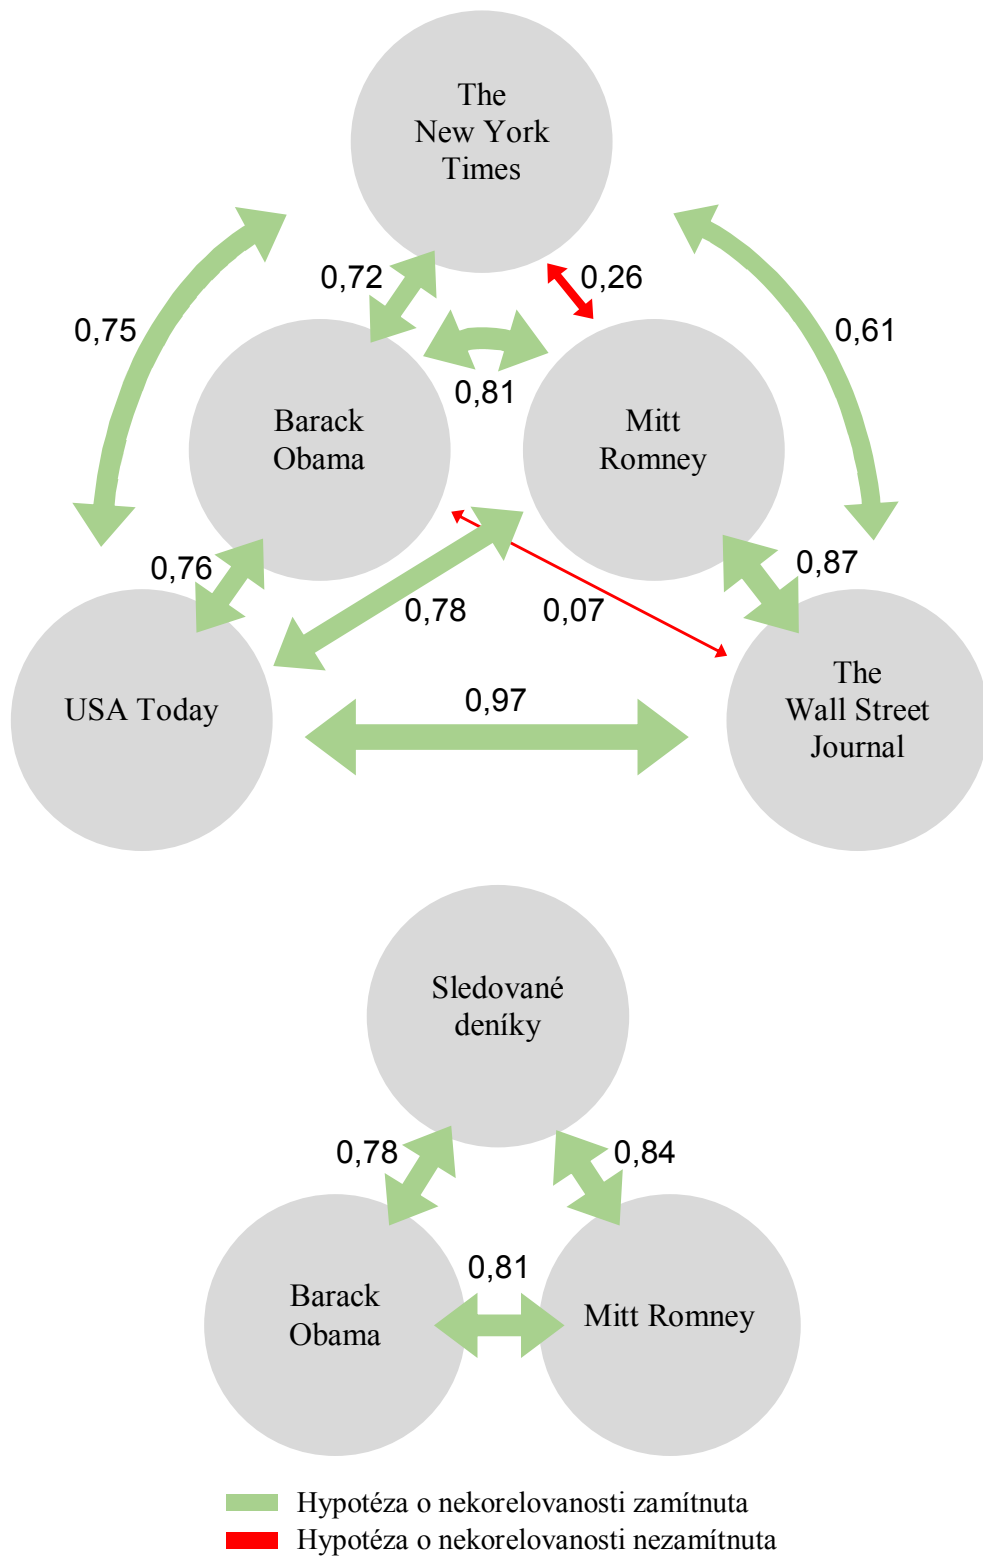 The
New York
Times
0,72
0,26
0,75
0,61
0,81
Barack
Obama
Mitt
Romney
0,76
0,87
0,78
0,07
USA Today
0,97
The
Wall Street
Journal
Sledované
deníky
0,78
0,84
0,81
Barack
Obama
Mitt Romney
Hypotéza o nekorelovanosti zamítnuta
Hypotéza o nekorelovanosti nezamítnuta